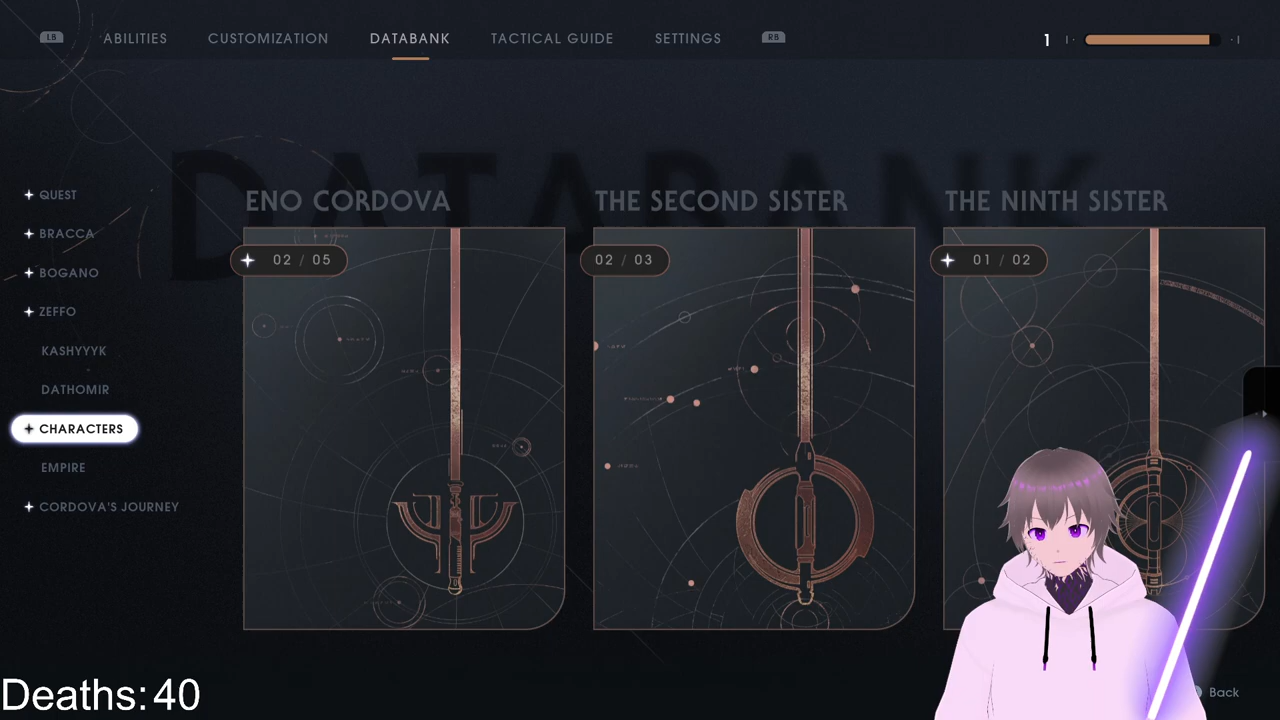 LB ABILITIES CUSTOMIZATION DATABANK TACTICAL GUIDE SETTINGS RB 1
DATABANK
QUEST
BRACCA
BOGANO
ZEFFO
KASHYYYK
DATHOMIR
CHARACTERS
EMPIRE
CORDOVA'S JOURNEY
ENO CORDOVA
02 / 05
THE SECOND SISTER
02 / 03
THE NINTH SISTER
01 / 02
Deaths: 40
Back